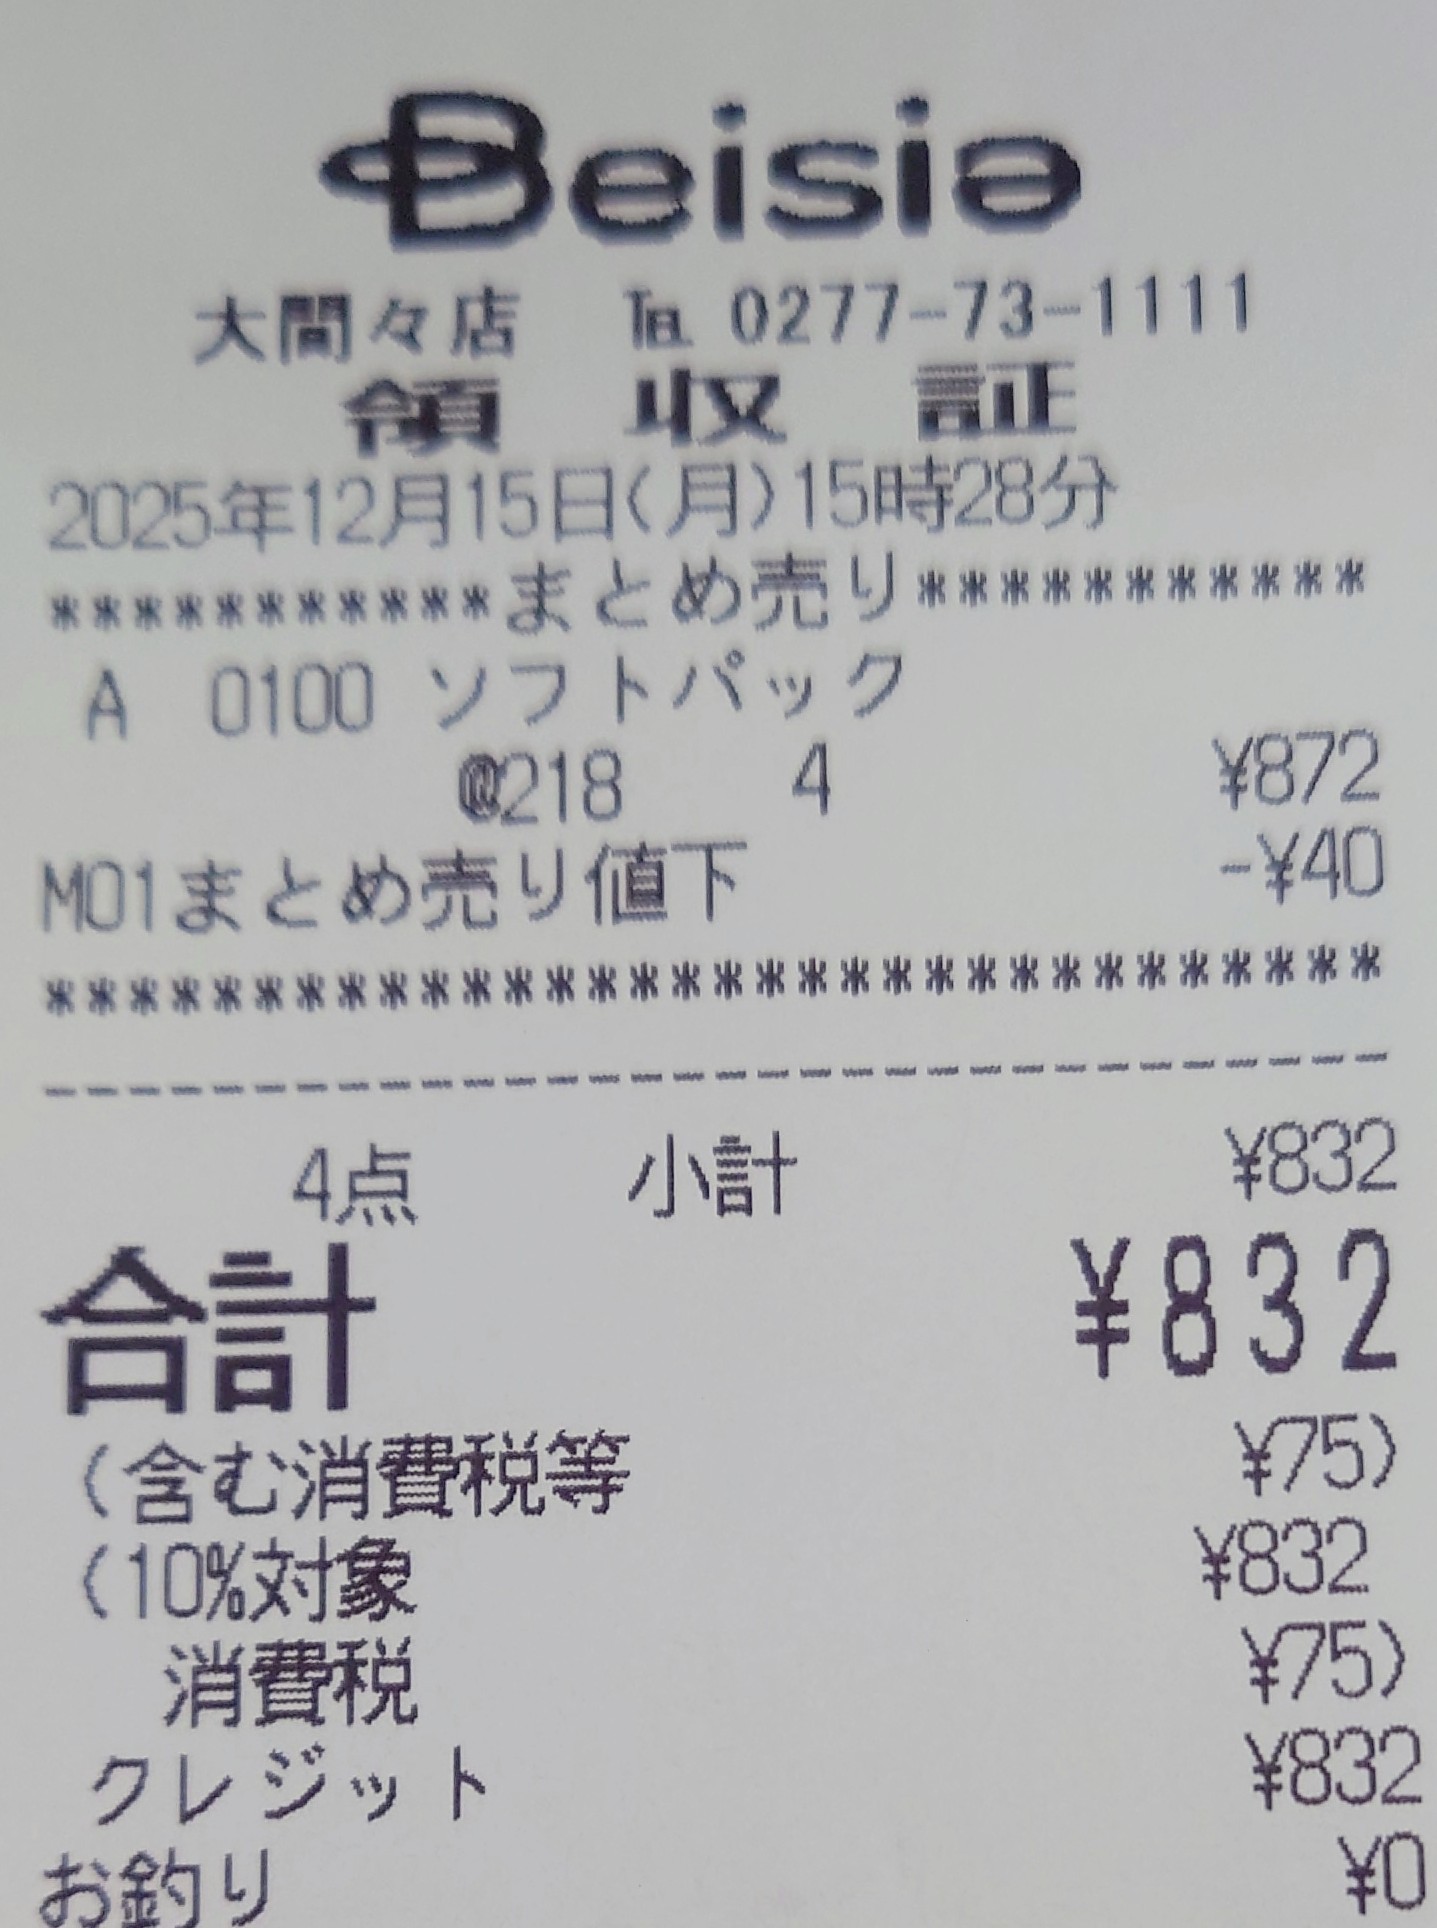 Beisia
大間々店 ℡ 0277-73-1111
領 収 証
2025年12月15日(月)15時28分
***********まとめ売り***********
A 0100 ソフトパック
@218 4 ¥872
M01まとめ売り値下 -¥40
********************************
--------------------------------
4点 小計 ¥832
合計 ¥832
(含む消費税等 ¥75)
(10%対象 ¥832
消費税 ¥75)
クレジット ¥832
お釣り ¥0